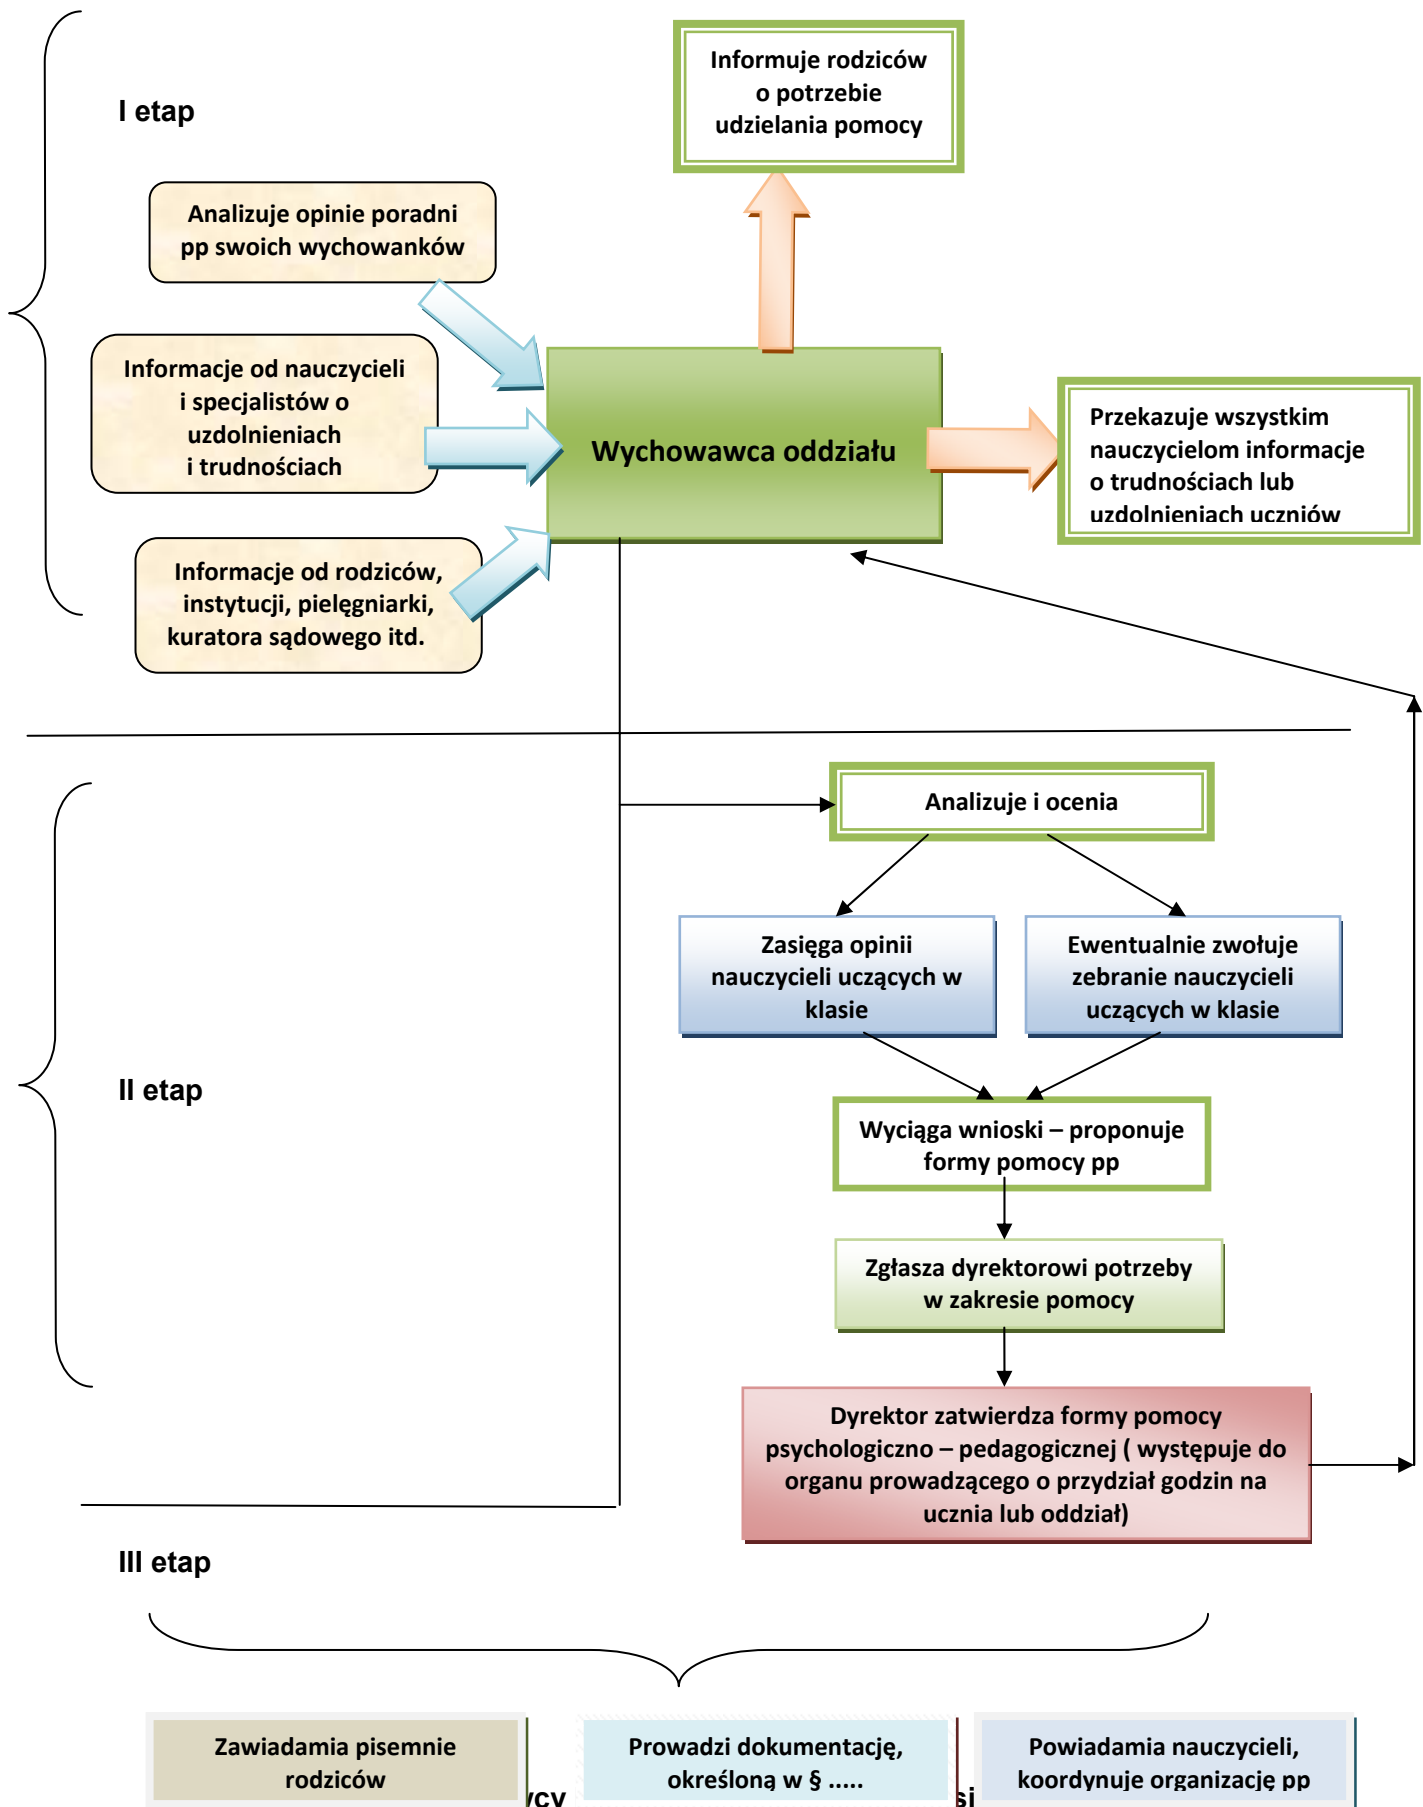 I etap
Informuje rodziców
o potrzebie
udzielania pomocy
Analizuje opinie poradni
pp swoich wychowanków
Informacje od nauczycieli
i specjalistów o
uzdolnieniach
i trudnościach
Wychowawca oddziału
Przekazuje wszystkim
nauczycielom informacje
o trudnościach lub
uzdolnieniach uczniów
Informacje od rodziców,
instytucji, pielęgniarki,
kuratora sądowego itd.
II etap
Analizuje i ocenia
Zasięga opinii
nauczycieli uczących w
klasie
Ewentualnie zwołuje
zebranie nauczycieli
uczących w klasie
Wyciąga wnioski – proponuje
formy pomocy pp
Zgłasza dyrektorowi potrzeby
w zakresie pomocy
Dyrektor zatwierdza formy pomocy
psychologiczno – pedagogicznej ( występuje do
organu prowadzącego o przydział godzin na
ucznia lub oddział)
III etap
Zawiadamia pisemnie
rodziców
Prowadzi dokumentację,
określoną w § .....
Powiadamia nauczycieli,
koordynuje organizację pp